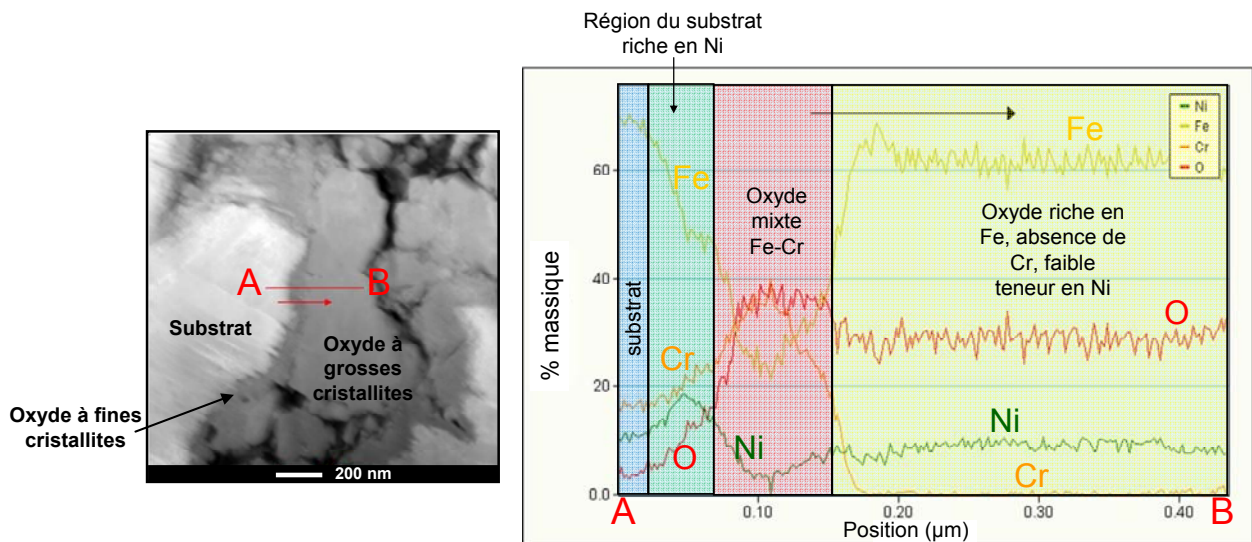 Région du substrat
riche en Ni
A
B
Substrat
Oxyde à
grosses
cristallites
Oxyde à fines
cristallites
200 nm
% massique
60
40
20
0.0
substrat
Fe
Cr
O
Ni
Oxyde
mixte
Fe-Cr
Fe
Oxyde riche en
Fe, absence de
Cr, faible
teneur en Ni
O
Ni
Cr
Ni
Fe
Cr
O
A
0.10
0.20
0.30
0.40
B
Position (µm)